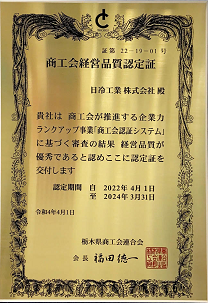 証第 22-19-01号
商工会経営品質認定証
日冷工業株式会社 殿
貴社は 商工会が推進する企業力
ランクアップ事業「商工会認証システム」
に基づく審査の結果 経営品質が
優秀であると認めここに認定証を
交付します
認定期間 自 2022年4月1日
至 2024年3月31日
令和4年4月1日
栃木県商工会連合会
会長 福田徳一